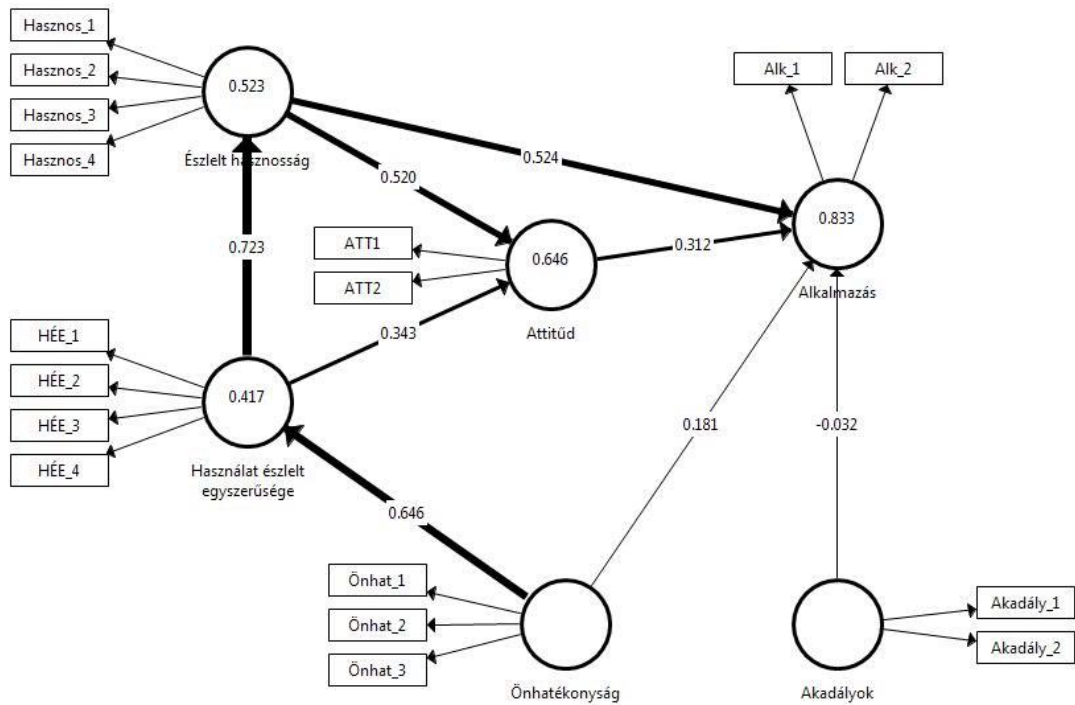 Hasznos_1
Hasznos_2
Hasznos_3
Hasznos_4
0.523
Észlelt hasznosság
Alk_1
Alk_2
0.524
0.520
0.833
Alkalmazás
0.723
ATT1
ATT2
0.646
Attitűd
0.312
0.343
HÉE_1
HÉE_2
HÉE_3
HÉE_4
0.417
Használat észlelt
egyszerűsége
0.181
-0.032
0.646
Önhat_1
Önhat_2
Önhat_3
Önhatékonyság
Akadályok
Akadály_1
Akadály_2